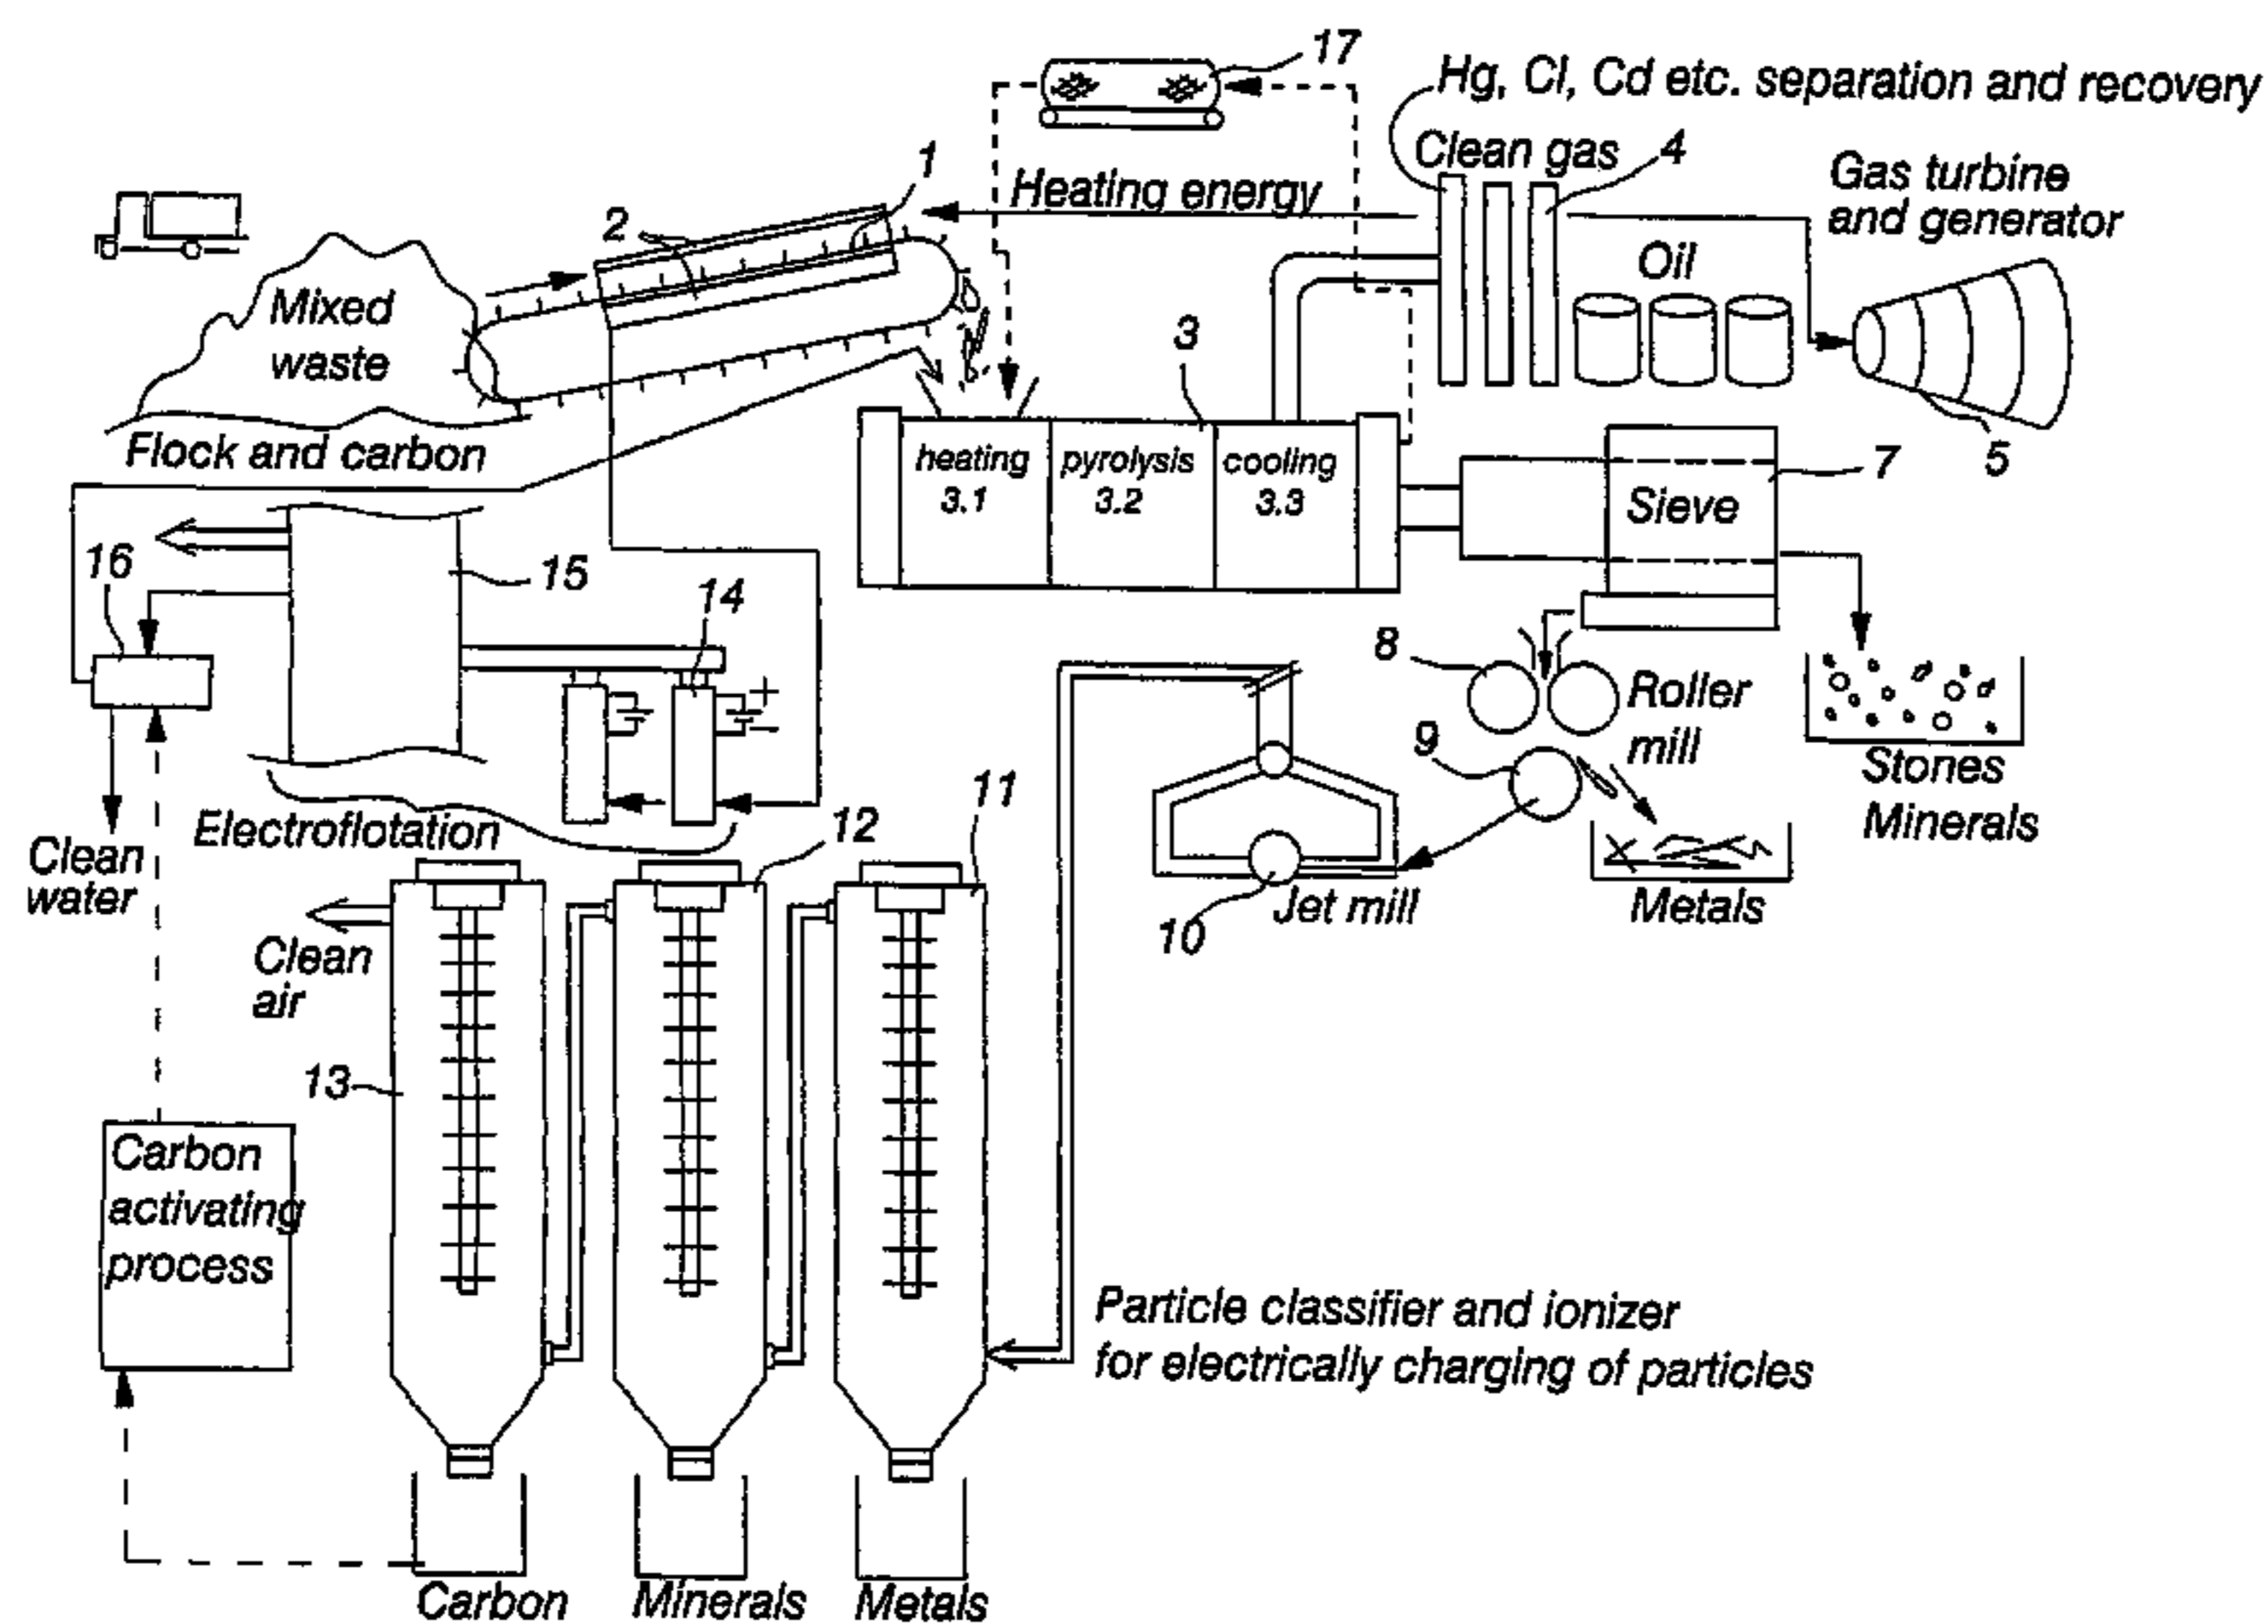 17
Hg, Cl, Cd etc. separation and recovery
Clean gas
4
1
Heating energy
Gas turbine
and generator
2
Oil
Mixed
waste
3
5
Flock and carbon
heating
3.1
pyrolysis
3.2
cooling
3.3
7
Sieve
16
15
14
8
Roller
mill
+
−
9
Stones
Minerals
11
12
Electroflotation
Clean
water
10
Jet mill
Metals
Clean
air
13
Carbon
activating
process
Particle classifier and ionizer
for electrically charging of particles
Carbon
Minerals
Metals